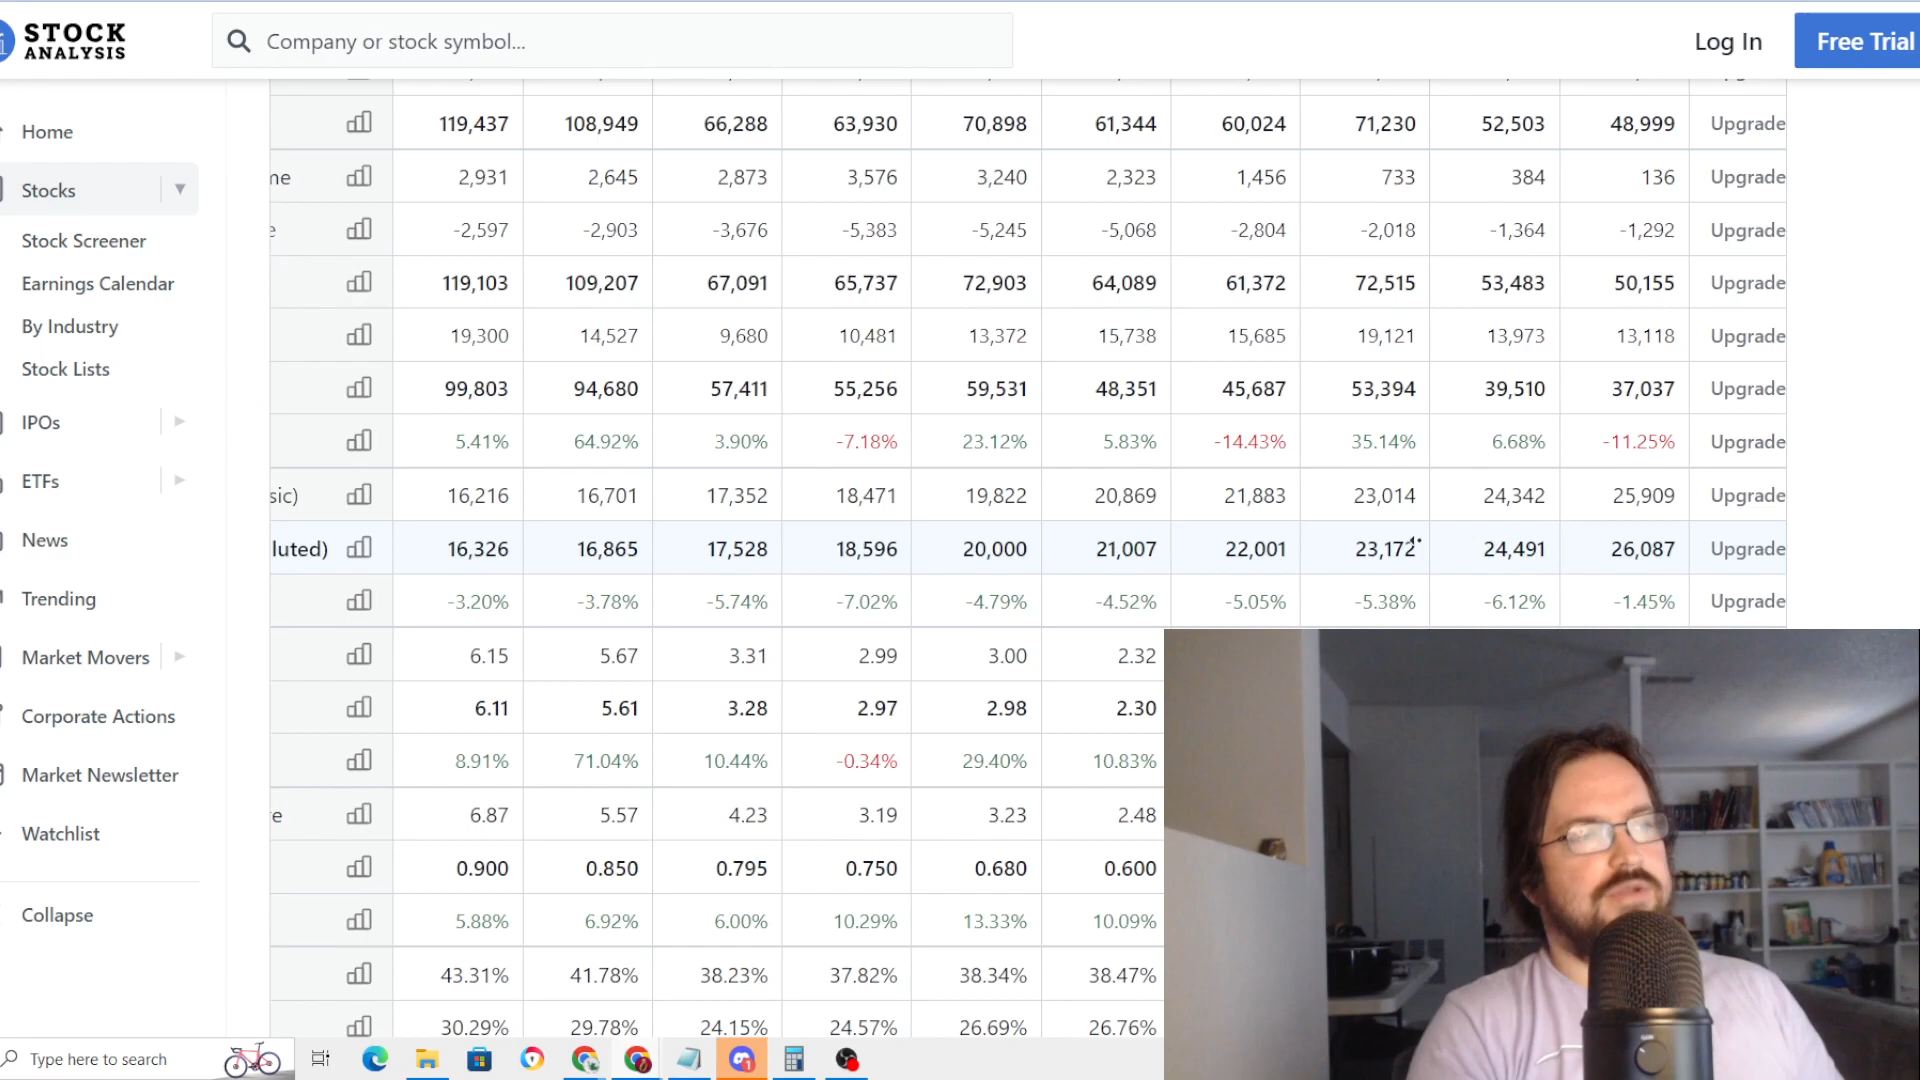 STOCK
ANALYSIS
Company or stock symbol...
Log In
Free Trial
Home
Stocks
Stock Screener
Earnings Calendar
By Industry
Stock Lists
IPOs
ETFs
News
Trending
Market Movers
Corporate Actions
Market Newsletter
Watchlist
Collapse
119,437 108,949 66,288 63,930 70,898 61,344 60,024 71,230 52,503 48,999 Upgrade
me 2,931 2,645 2,873 3,576 3,240 2,323 1,456 733 384 136 Upgrade
e -2,597 -2,903 -3,676 -5,383 -5,245 -5,068 -2,804 -2,018 -1,364 -1,292 Upgrade
119,103 109,207 67,091 65,737 72,903 64,089 61,372 72,515 53,483 50,155 Upgrade
19,300 14,527 9,680 10,481 13,372 15,738 15,685 19,121 13,973 13,118 Upgrade
99,803 94,680 57,411 55,256 59,531 48,351 45,687 53,394 39,510 37,037 Upgrade
5.41% 64.92% 3.90% -7.18% 23.12% 5.83% -14.43% 35.14% 6.68% -11.25% Upgrade
sic) 16,216 16,701 17,352 18,471 19,822 20,869 21,883 23,014 24,342 25,909 Upgrade
luted) 16,326 16,865 17,528 18,596 20,000 21,007 22,001 23,172 24,491 26,087 Upgrade
-3.20% -3.78% -5.74% -7.02% -4.79% -4.52% -5.05% -5.38% -6.12% -1.45% Upgrade
6.15 5.67 3.31 2.99 3.00 2.32
6.11 5.61 3.28 2.97 2.98 2.30
8.91% 71.04% 10.44% -0.34% 29.40% 10.83%
e 6.87 5.57 4.23 3.19 3.23 2.48
0.900 0.850 0.795 0.750 0.680 0.600
5.88% 6.92% 6.00% 10.29% 13.33% 10.09%
43.31% 41.78% 38.23% 37.82% 38.34% 38.47%
30.29% 29.78% 24.15% 24.57% 26.69% 26.76%
Type here to search